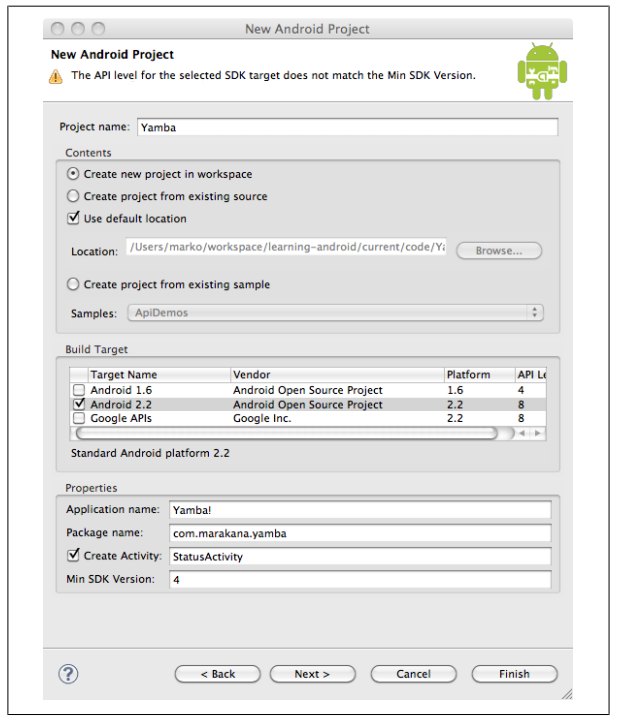 New Android Project
New Android Project
The API level for the selected SDK target does not match the Min SDK Version.
Project name: Yamba
Contents
Create new project in workspace
Create project from existing source
Use default location
Location: /Users/marko/workspace/learning-android/current/code/Ya Browse...
Create project from existing sample
Samples: ApiDemos
Build Target
Target Name Vendor Platform API Le
Android 1.6 Android Open Source Project 1.6 4
Android 2.2 Android Open Source Project 2.2 8
Google APIs Google Inc. 2.2 8
Standard Android platform 2.2
Properties
Application name: Yamba!
Package name: com.marakana.yamba
Create Activity: StatusActivity
Min SDK Version: 4
? < Back Next > Cancel Finish